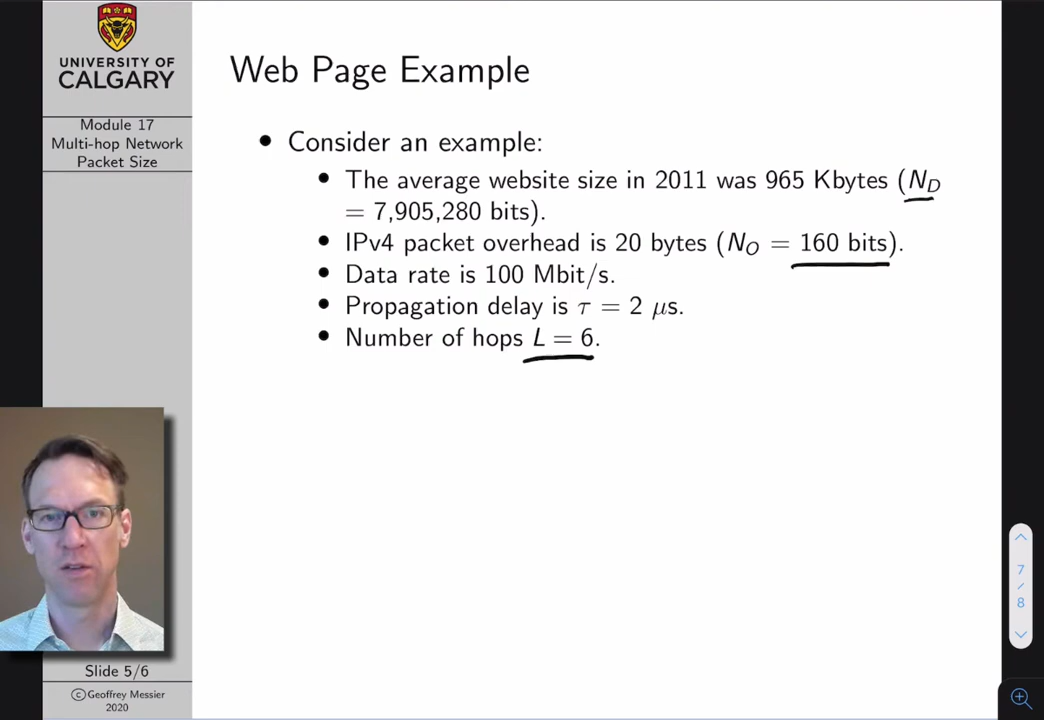 UNIVERSITY OF
CALGARY
Module 17
Multi-hop Network
Packet Size
Web Page Example
• Consider an example:
• The average website size in 2011 was 965 Kbytes (N_D
= 7,905,280 bits).
• IPv4 packet overhead is 20 bytes (N_O = 160 bits).
• Data rate is 100 Mbit/s.
• Propagation delay is τ = 2 μs.
• Number of hops L = 6.
7
/
8
Slide 5/6
©Geoffrey Messier
2020